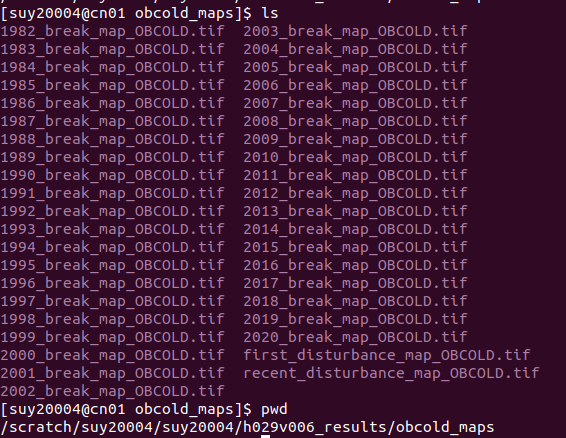 [suy20004@cn01 obcold_maps]$ ls
1982_break_map_OBCOLD.tif  2003_break_map_OBCOLD.tif
1983_break_map_OBCOLD.tif  2004_break_map_OBCOLD.tif
1984_break_map_OBCOLD.tif  2005_break_map_OBCOLD.tif
1985_break_map_OBCOLD.tif  2006_break_map_OBCOLD.tif
1986_break_map_OBCOLD.tif  2007_break_map_OBCOLD.tif
1987_break_map_OBCOLD.tif  2008_break_map_OBCOLD.tif
1988_break_map_OBCOLD.tif  2009_break_map_OBCOLD.tif
1989_break_map_OBCOLD.tif  2010_break_map_OBCOLD.tif
1990_break_map_OBCOLD.tif  2011_break_map_OBCOLD.tif
1991_break_map_OBCOLD.tif  2012_break_map_OBCOLD.tif
1992_break_map_OBCOLD.tif  2013_break_map_OBCOLD.tif
1993_break_map_OBCOLD.tif  2014_break_map_OBCOLD.tif
1994_break_map_OBCOLD.tif  2015_break_map_OBCOLD.tif
1995_break_map_OBCOLD.tif  2016_break_map_OBCOLD.tif
1996_break_map_OBCOLD.tif  2017_break_map_OBCOLD.tif
1997_break_map_OBCOLD.tif  2018_break_map_OBCOLD.tif
1998_break_map_OBCOLD.tif  2019_break_map_OBCOLD.tif
1999_break_map_OBCOLD.tif  2020_break_map_OBCOLD.tif
2000_break_map_OBCOLD.tif  first_disturbance_map_OBCOLD.tif
2001_break_map_OBCOLD.tif  recent_disturbance_map_OBCOLD.tif
2002_break_map_OBCOLD.tif
[suy20004@cn01 obcold_maps]$ pwd
/scratch/suy20004/suy20004/h029v006_results/obcold_maps